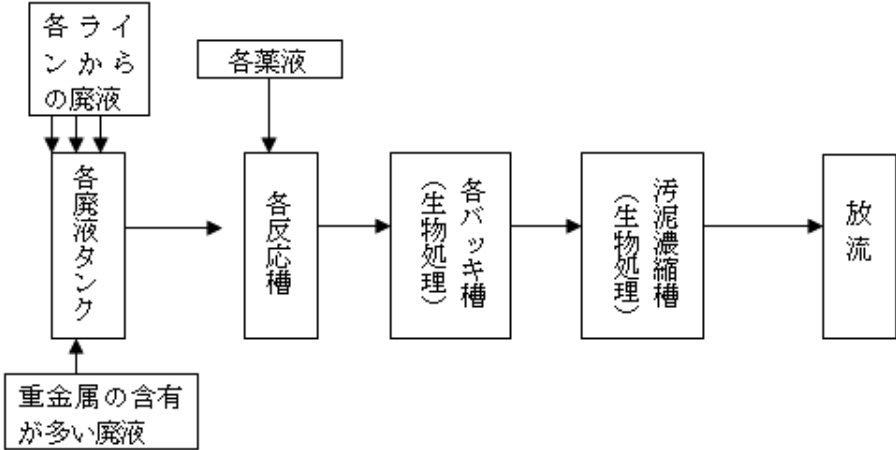 各ライ
ンから
の廃液
各薬液
各廃液タンク
各反応槽
各バッキ槽
（生物処理）
汚泥濃縮槽
（生物処理）
放流
重金属の含有
が多い廃液